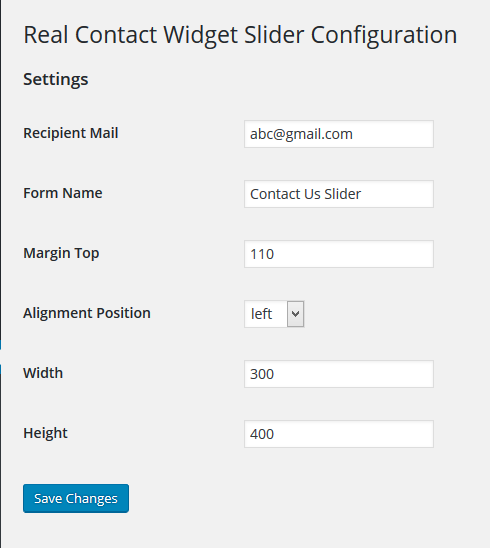 Real Contact Widget Slider Configuration
Settings
Recipient Mail abc@gmail.com
Form Name Contact Us Slider
Margin Top 110
Alignment Position left
Width 300
Height 400
Save Changes